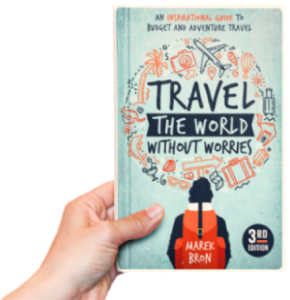 AN INSPIRATIONAL GUIDE TO
BUDGET AND ADVENTURE TRAVEL
TRAVEL
THE WORLD
WITHOUT WORRIES
MAREK
BRON
3RD
EDITION